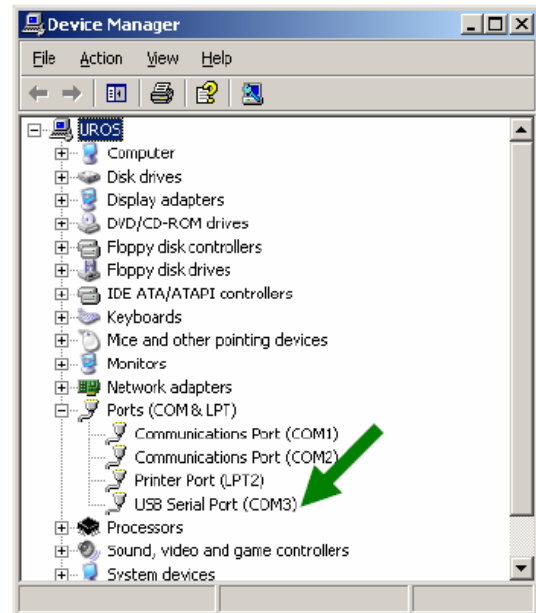 Device Manager
File Action View Help
UROS
Computer
Disk drives
Display adapters
DVD/CD-ROM drives
Floppy disk controllers
Floppy disk drives
IDE ATA/ATAPI controllers
Keyboards
Mice and other pointing devices
Monitors
Network adapters
Ports (COM & LPT)
Communications Port (COM1)
Communications Port (COM2)
Printer Port (LPT2)
USB Serial Port (COM3)
Processors
Sound, video and game controllers
System devices